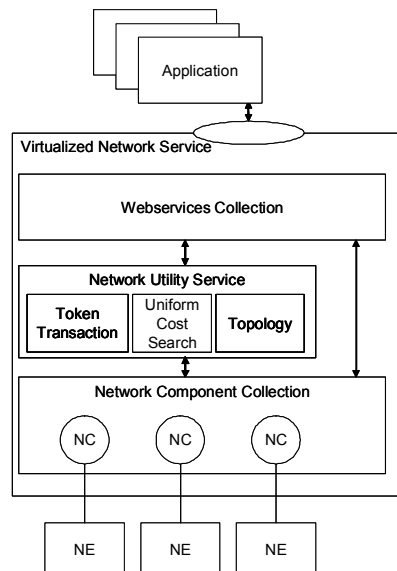 Application
Virtualized Network Service
Webservices Collection
Network Utility Service
Token
Transaction
Uniform
Cost
Search
Topology
Network Component Collection
NC
NC
NC
NE
NE
NE